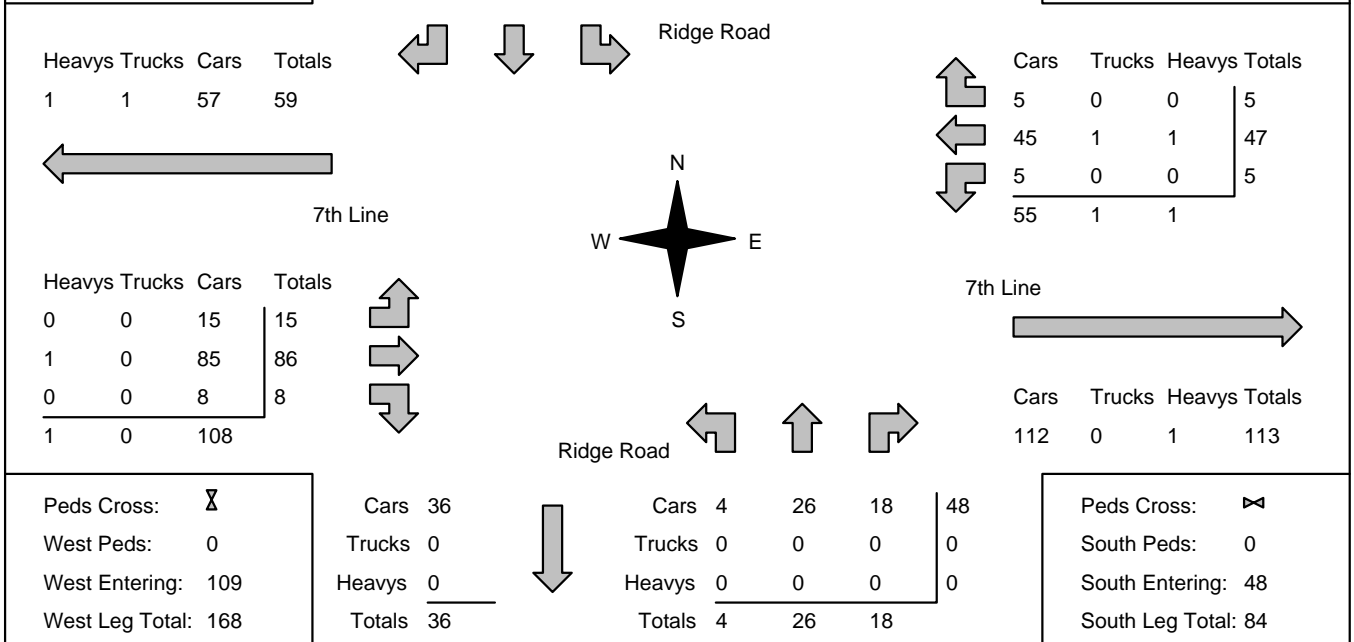 Ridge Road
Heavys Trucks Cars Totals
1 1 57 59
Cars Trucks Heavys Totals
5 0 0 5
45 1 1 47
5 0 0 5
55 1 1
7th Line
N
W E
S
Heavys Trucks Cars Totals
0 0 15 15
1 0 85 86
0 0 8 8
1 0 108
7th Line
Cars Trucks Heavys Totals
112 0 1 113
Ridge Road
Peds Cross:
West Peds: 0
West Entering: 109
West Leg Total: 168
Cars 36
Trucks 0
Heavys 0
Totals 36
Cars 4 26 18 48
Trucks 0 0 0 0
Heavys 0 0 0 0
Totals 4 26 18
Peds Cross:
South Peds: 0
South Entering: 48
South Leg Total: 84